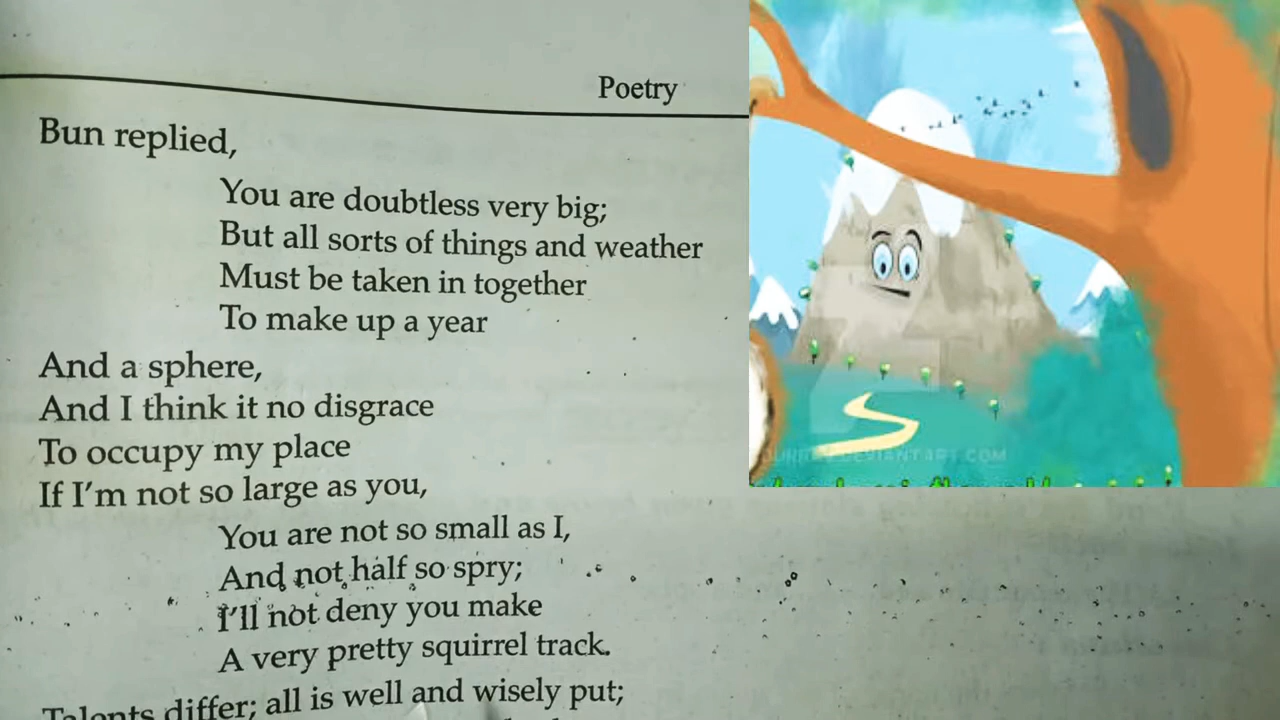 Poetry
Bun replied,
You are doubtless very big;
But all sorts of things and weather
Must be taken in together
To make up a year
And a sphere,
And I think it no disgrace
To occupy my place
If I'm not so large as you,
You are not so small as I,
And not half so spry;
I'll not deny you make
A very pretty squirrel track.
Talents differ; all is well and wisely put;